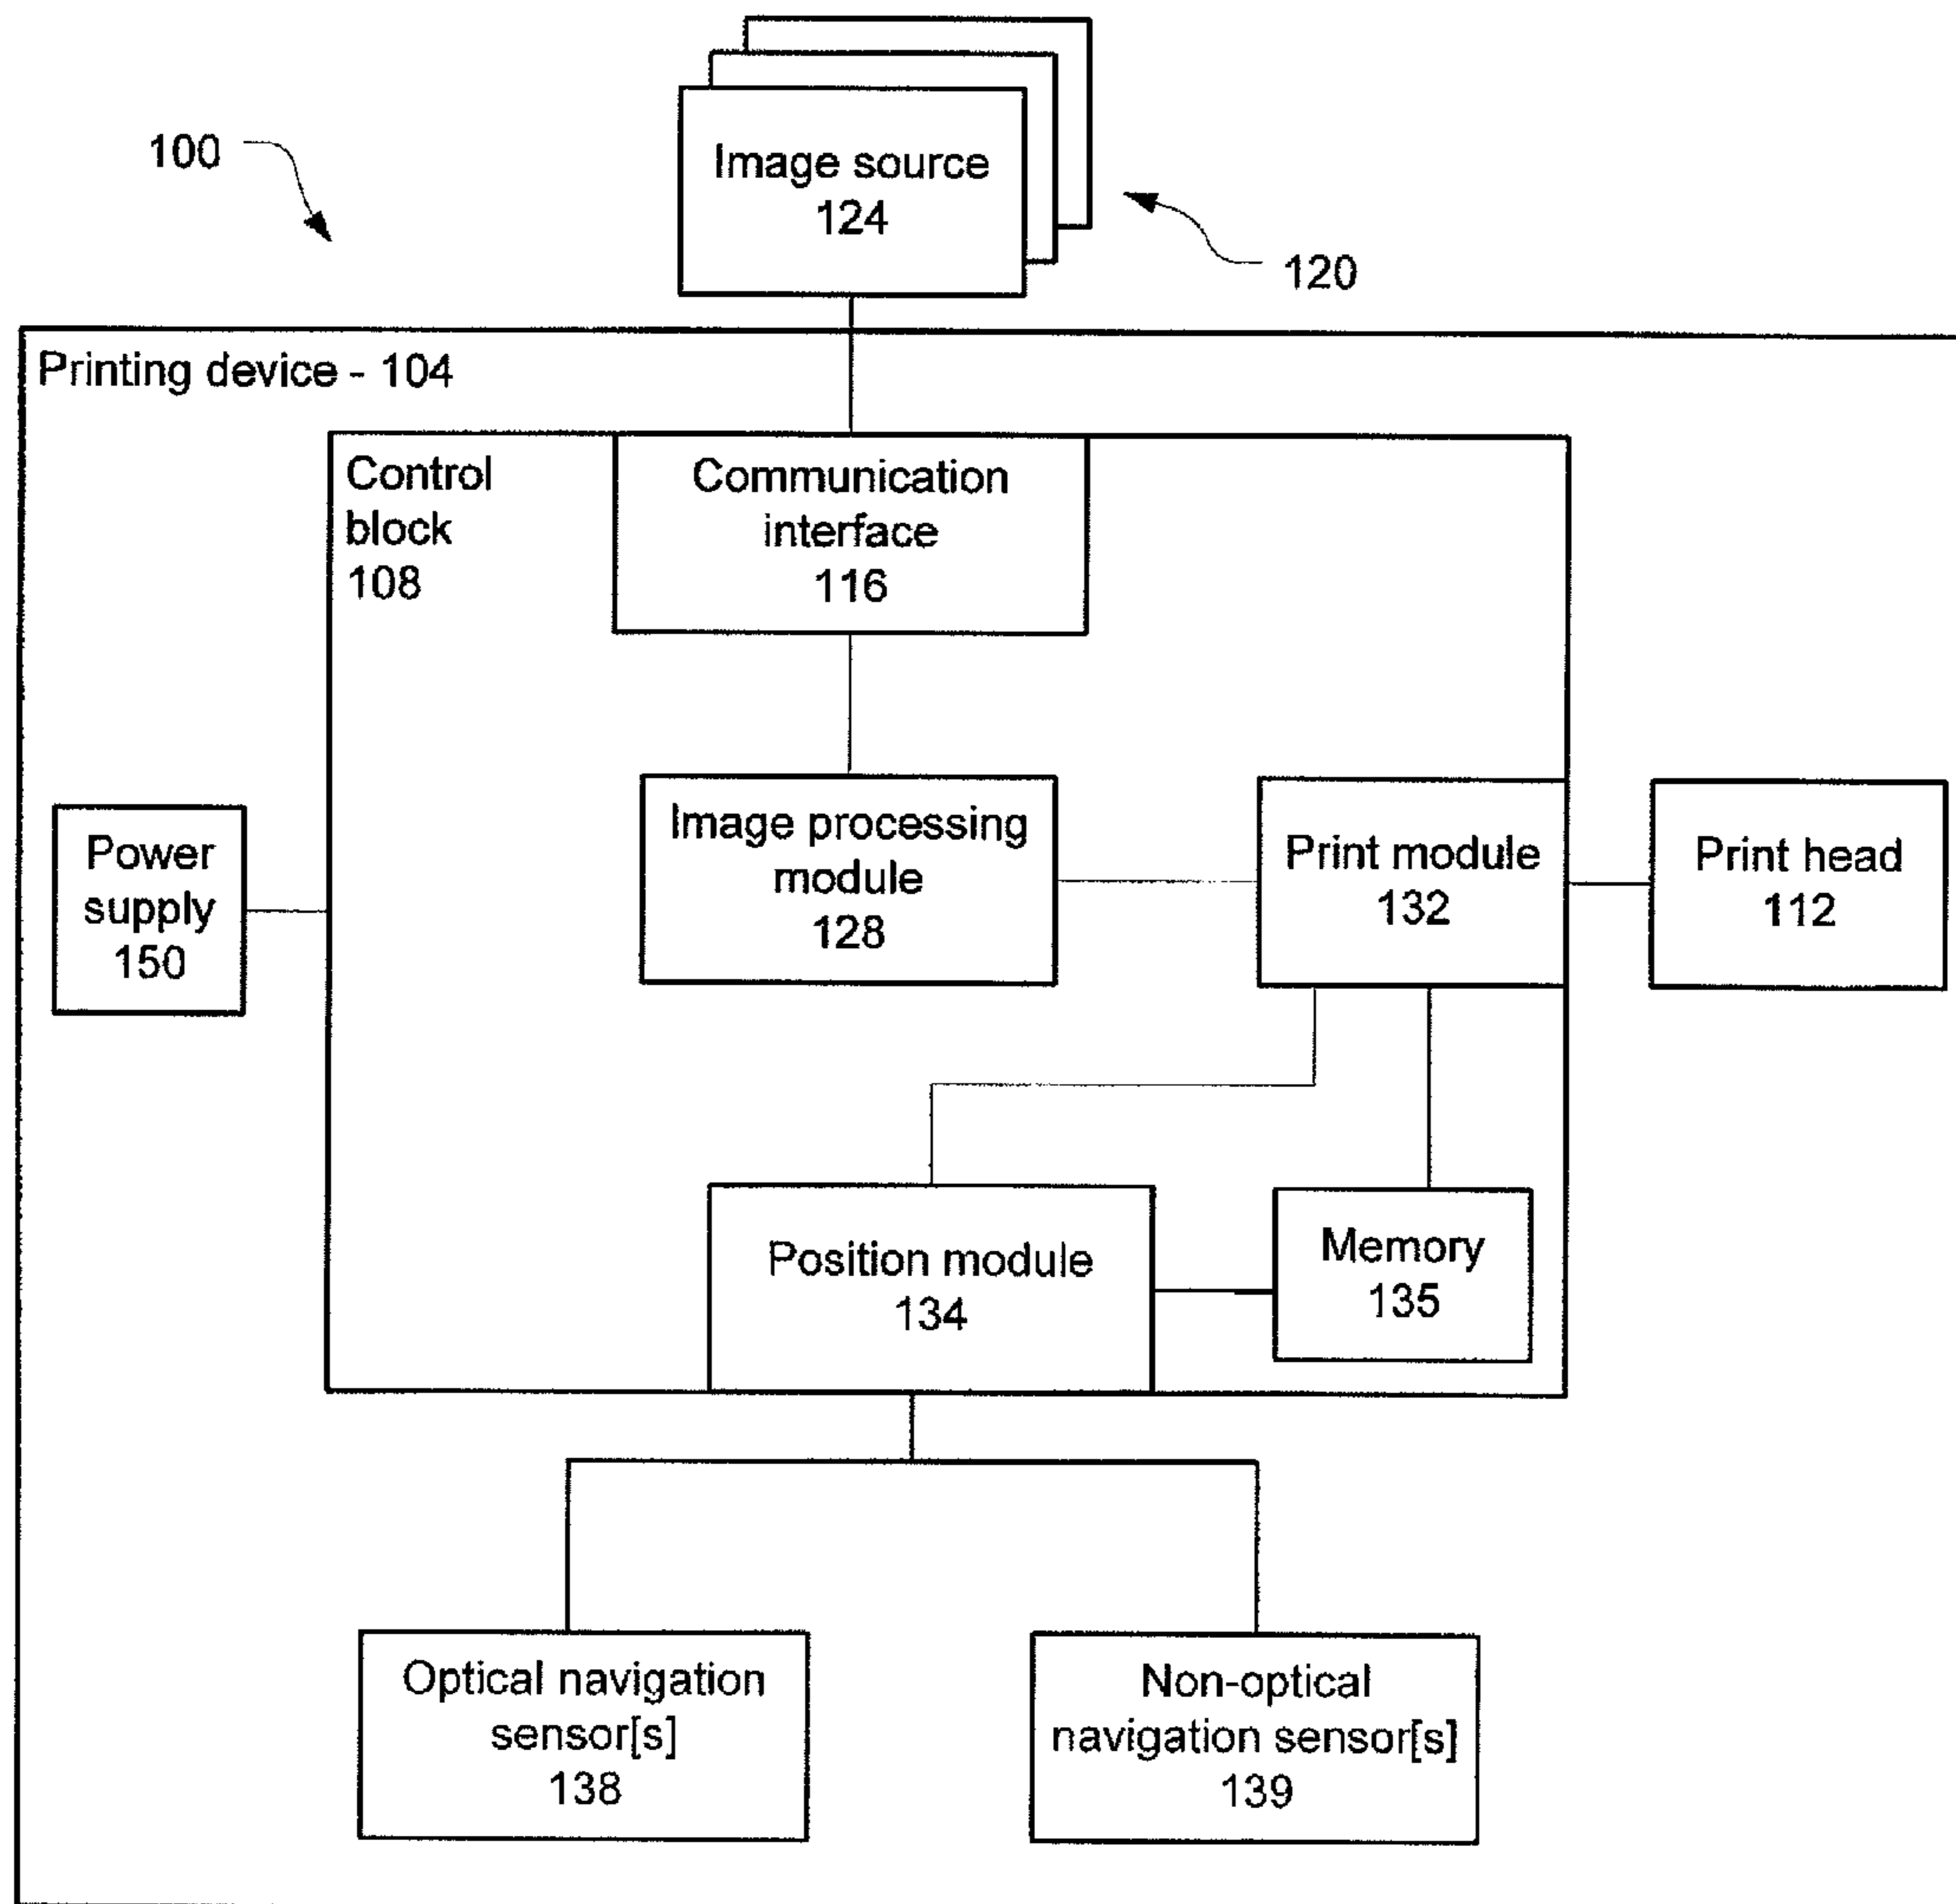 100
Image source
124
120
Printing device - 104
Control
block
108
Communication
interface
116
Power
supply
150
Image processing
module
128
Print module
132
Print head
112
Position module
134
Memory
135
Optical navigation
sensor[s]
138
Non-optical
navigation sensor[s]
139